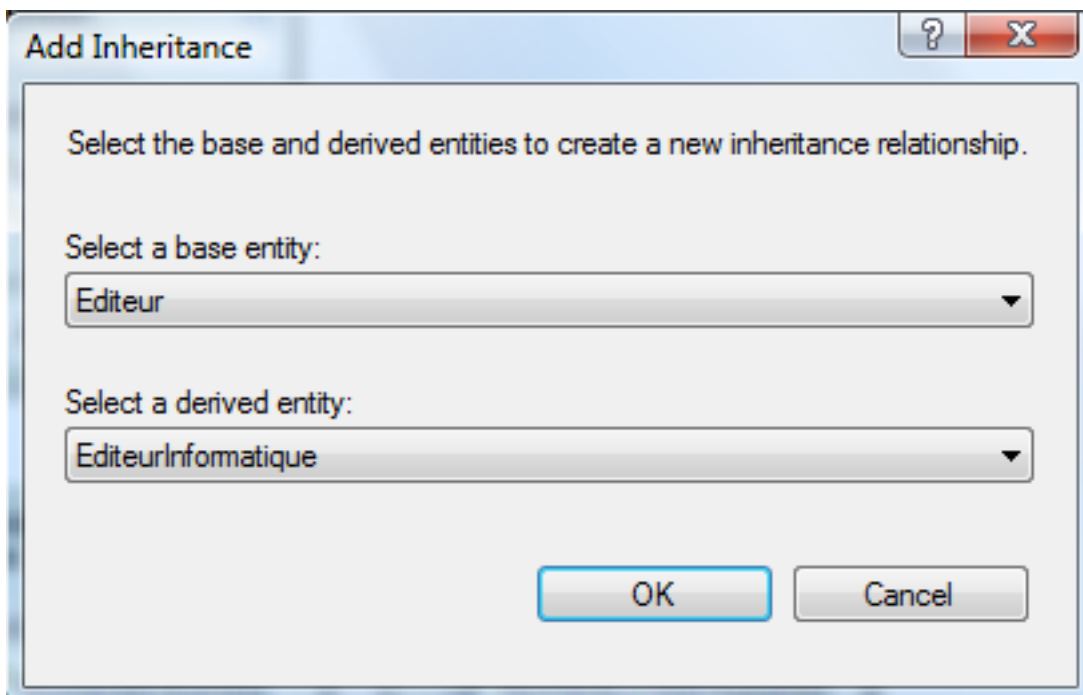 Add Inheritance
Select the base and derived entities to create a new inheritance relationship.
Select a base entity:
Editeur
Select a derived entity:
EditeurInformatique
OK Cancel